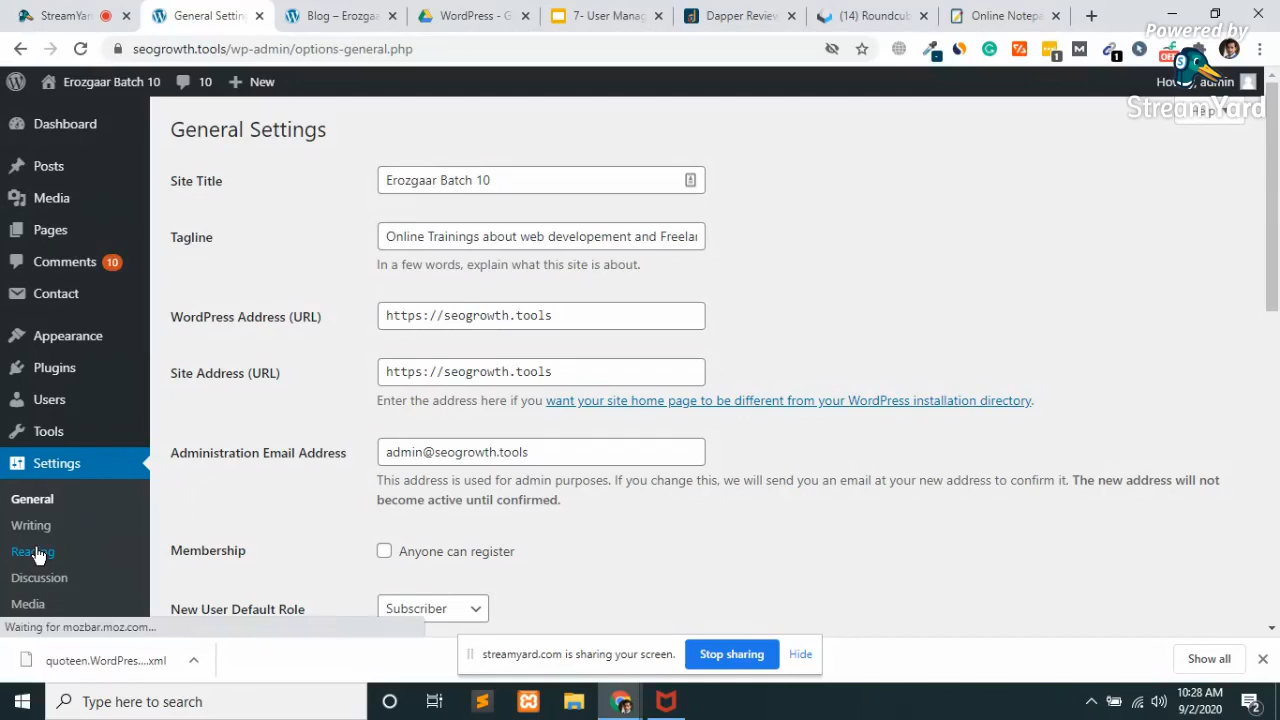 StreamYar
General Settin
Blog – Erozgaa
WordPress - G
7- User Manag
Dapper Review
(14) Roundcub
Online Notepa
seogrowth.tools/wp-admin/options-general.php
Powered by
StreamYard
Erozgaar Batch 10
10
New
admin
Dashboard
Posts
Media
Pages
Comments 10
Contact
Appearance
Plugins
Users
Tools
Settings
General
Writing
Reading
Discussion
Media
General Settings
Site Title
Erozgaar Batch 10
Tagline
Online Trainings about web developement and Freelan
In a few words, explain what this site is about.
WordPress Address (URL)
https://seogrowth.tools
Site Address (URL)
https://seogrowth.tools
Enter the address here if you want your site home page to be different from your WordPress installation directory.
Administration Email Address
admin@seogrowth.tools
This address is used for admin purposes. If you change this, we will send you an email at your new address to confirm it. The new address will not
become active until confirmed.
Membership
Anyone can register
New User Default Role
Subscriber
Waiting for mozbar.moz.com...
quoteen.WordPres....xml
streamyard.com is sharing your screen.
Stop sharing
Hide
Show all
Type here to search
10:28 AM
9/2/2020
2